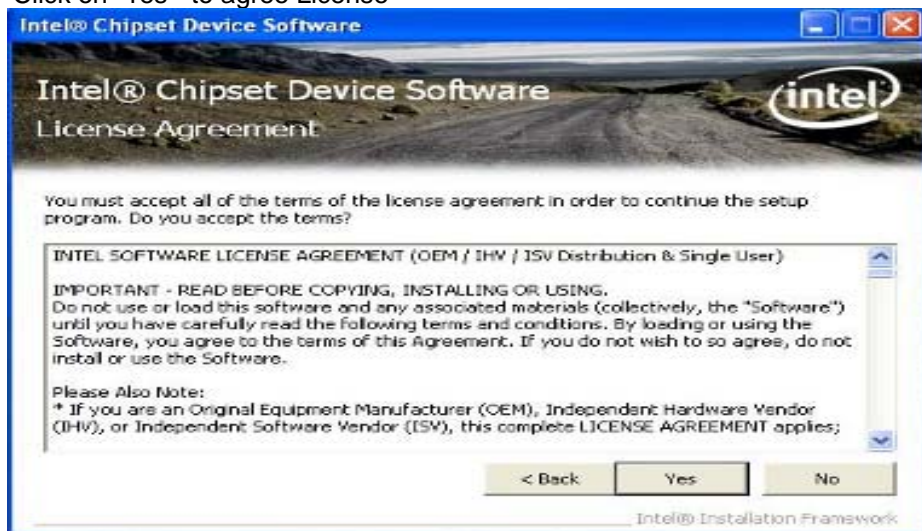 Click on "Yes" to agree License
Intel® Chipset Device Software
Intel® Chipset Device Software
intel
License Agreement
You must accept all of the terms of the license agreement in order to continue the setup
program. Do you accept the terms?
INTEL SOFTWARE LICENSE AGREEMENT (OEM / IHV / ISV Distribution & Single User)
IMPORTANT - READ BEFORE COPYING, INSTALLING OR USING.
Do not use or load this software and any associated materials (collectively, the "Software")
until you have carefully read the following terms and conditions. By loading or using the
Software, you agree to the terms of this Agreement. If you do not wish to so agree, do not
install or use the Software.
Please Also Note:
* If you are an Original Equipment Manufacturer (OEM), Independent Hardware Vendor
(IHV), or Independent Software Vendor (ISV), this complete LICENSE AGREEMENT applies;
< Back Yes No
Intel® Installation Framework